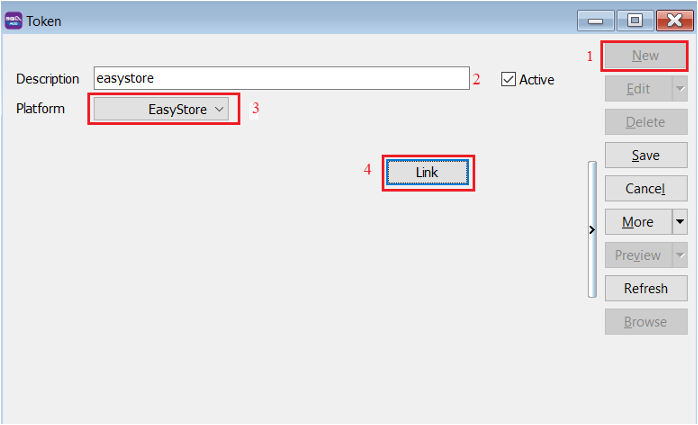 Token
1 New
Description easystore 2 Active
Edit
Platform EasyStore 3
Delete
Save
4 Link
Cancel
More
Preview
Refresh
Browse